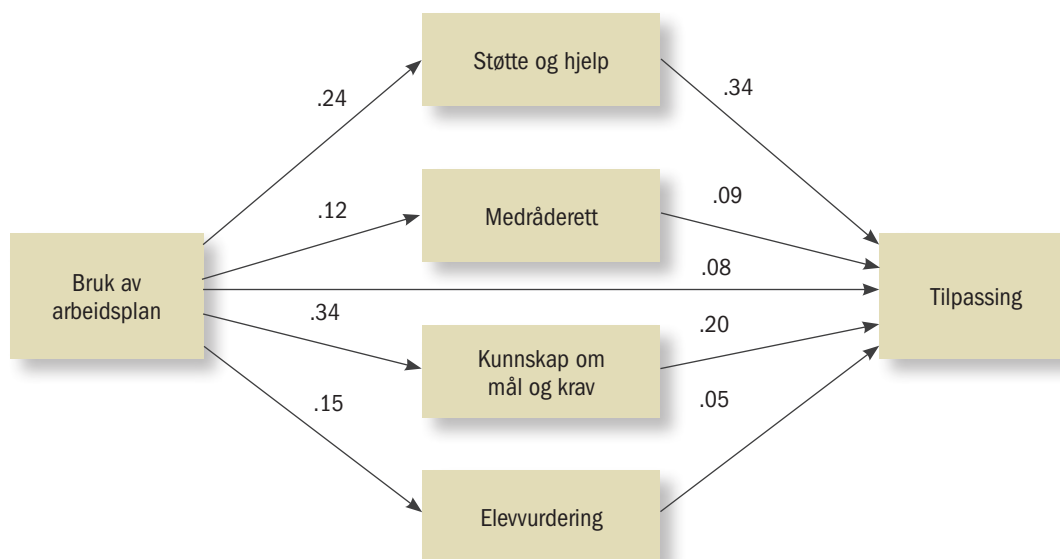 Støtte og hjelp
.24
.34
Medråderett
.12
.09
Bruk av
arbeidsplan
.08
Tilpassing
.34
.20
Kunnskap om
mål og krav
.15
.05
Elevvurdering